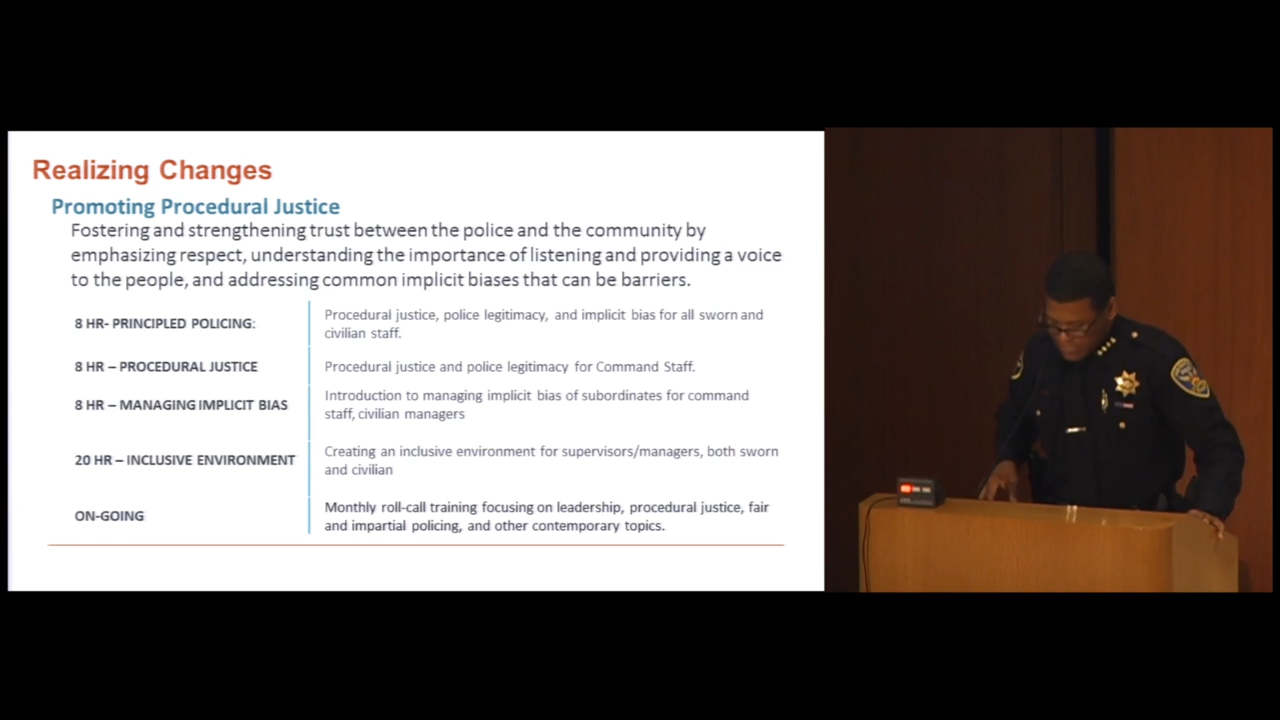 Realizing Changes
Promoting Procedural Justice
Fostering and strengthening trust between the police and the community by
emphasizing respect, understanding the importance of listening and providing a voice
to the people, and addressing common implicit biases that can be barriers.
8 HR- PRINCIPLED POLICING:
Procedural justice, police legitimacy, and implicit bias for all sworn and
civilian staff.
8 HR – PROCEDURAL JUSTICE
Procedural justice and police legitimacy for Command Staff.
8 HR – MANAGING IMPLICIT BIAS
Introduction to managing implicit bias of subordinates for command
staff, civilian managers
20 HR – INCLUSIVE ENVIRONMENT
Creating an inclusive environment for supervisors/managers, both sworn
and civilian
ON-GOING
Monthly roll-call training focusing on leadership, procedural justice, fair
and impartial policing, and other contemporary topics.